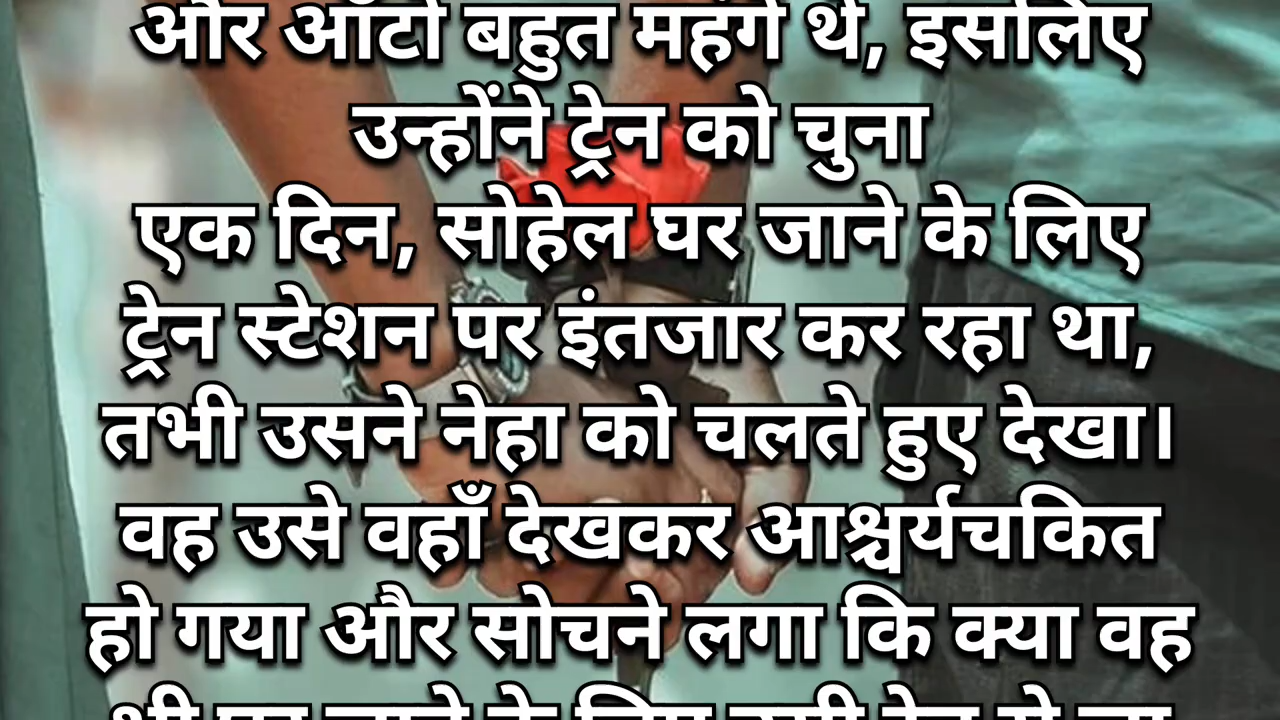 और ऑटो बहुत महंगे थे, इसलिए
उन्होंने ट्रेन को चुना
एक दिन, सोहेल घर जाने के लिए
ट्रेन स्टेशन पर इंतजार कर रहा था,
तभी उसने नेहा को चलते हुए देखा।
वह उसे वहाँ देखकर आश्चर्यचकित
हो गया और सोचने लगा कि क्या वह